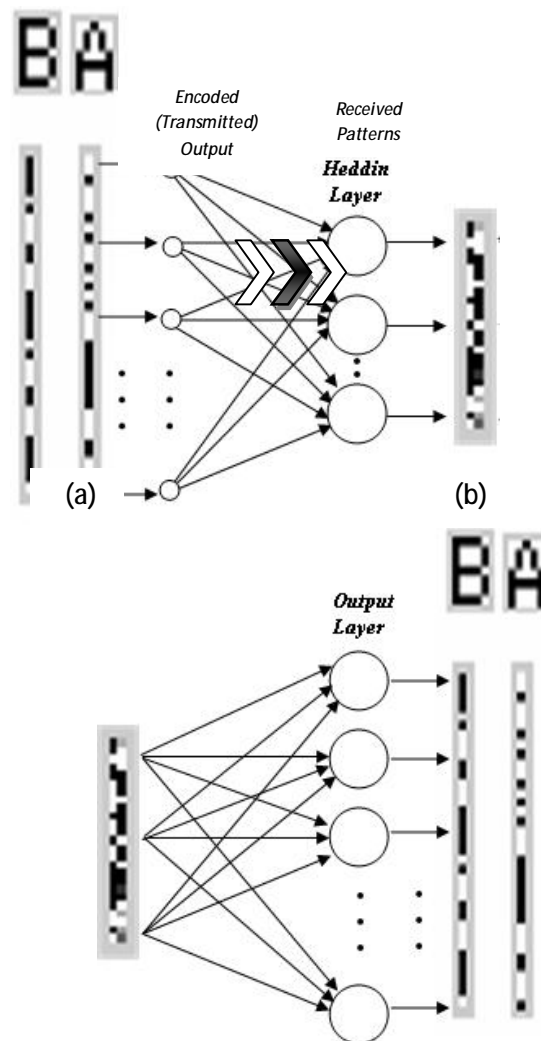 B A
Encoded
(Transmitted)
Output
Received
Patterns
Heddin
Layer
(a)
(b)
B A
Output
Layer